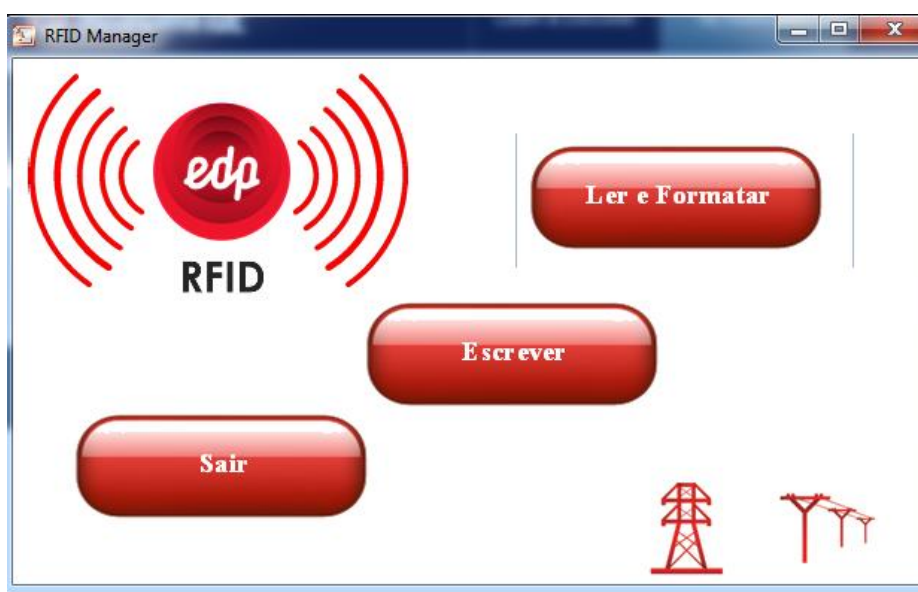 RFID Manager
edp
RFID
Ler e Formatar
Escrever
Sair